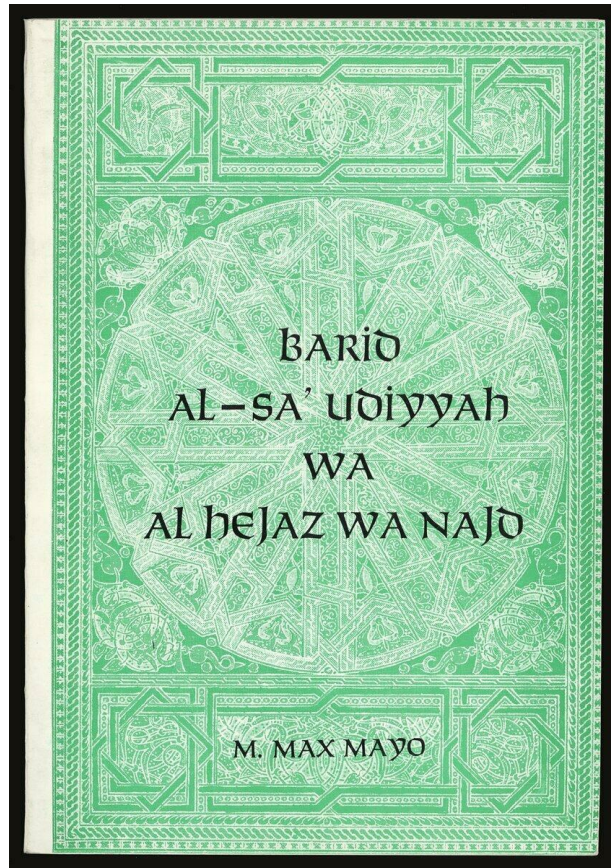 BARID
AL-SA' UDIYYAH
WA
AL HEJAZ WA NAJD
M. MAX MAYO